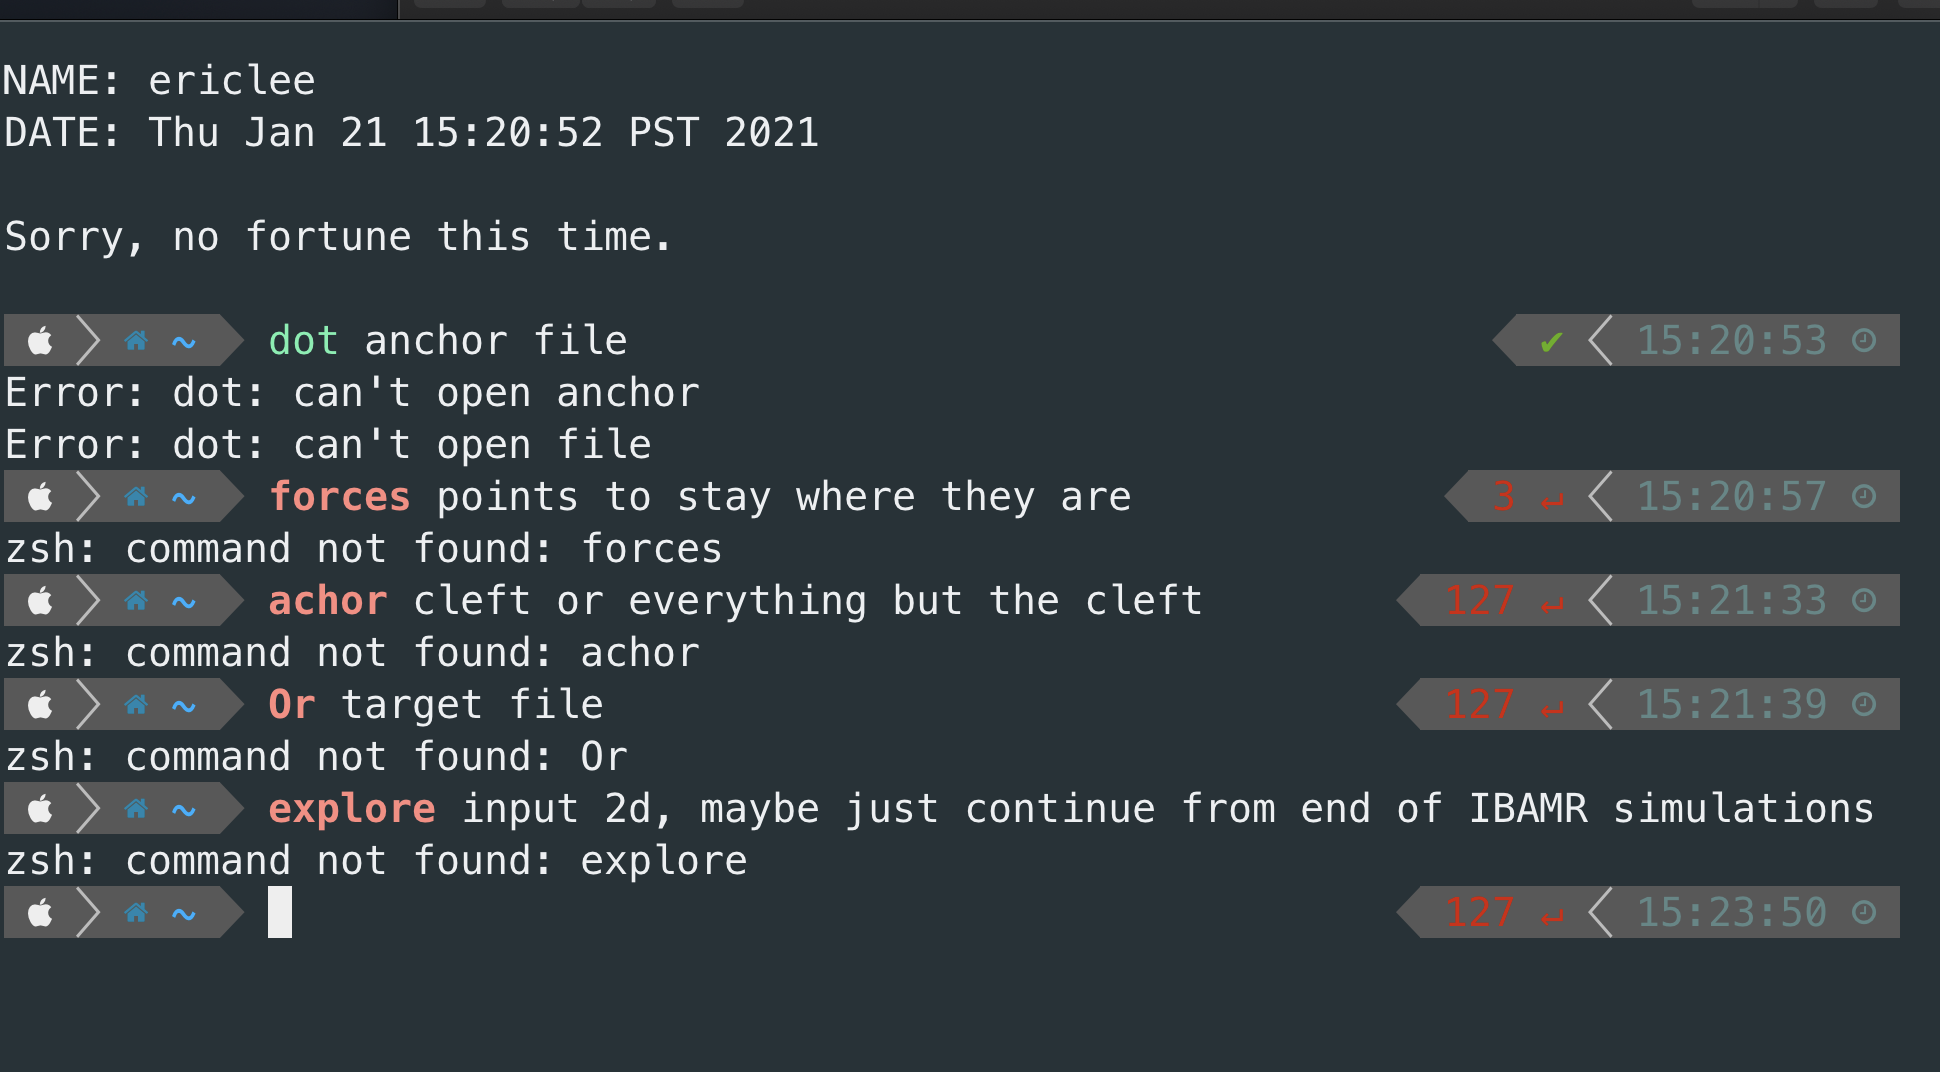 NAME: ericlee
DATE: Thu Jan 21 15:20:52 PST 2021
Sorry, no fortune this time.
~ dot anchor file ✔ 15:20:53
Error: dot: can't open anchor
Error: dot: can't open file
~ forces points to stay where they are 3 ↵ 15:20:57
zsh: command not found: forces
~ achor cleft or everything but the cleft 127 ↵ 15:21:33
zsh: command not found: achor
~ Or target file 127 ↵ 15:21:39
zsh: command not found: Or
~ explore input 2d, maybe just continue from end of IBAMR simulations
zsh: command not found: explore
~ 127 ↵ 15:23:50